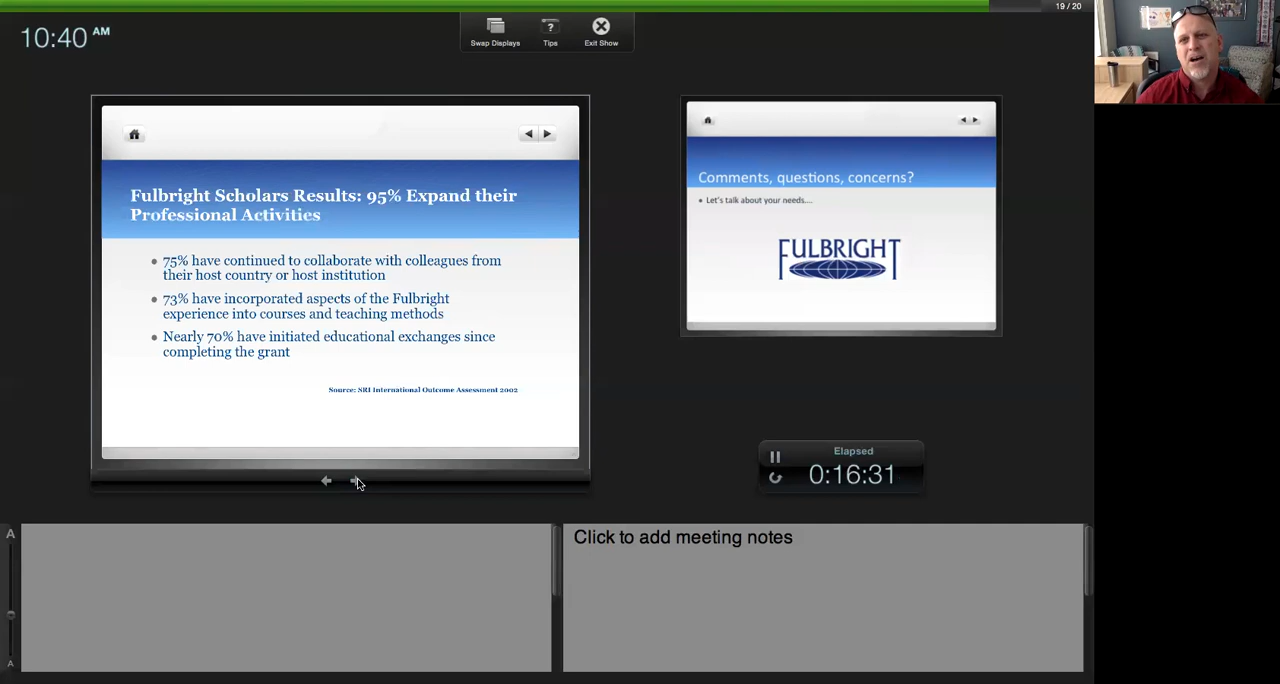 19 / 20
10:40 AM
Swap Displays
Tips
Exit Show
Fulbright Scholars Results: 95% Expand their
Professional Activities
• 75% have continued to collaborate with colleagues from
their host country or host institution
• 73% have incorporated aspects of the Fulbright
experience into courses and teaching methods
• Nearly 70% have initiated educational exchanges since
completing the grant
Source: SRI International Outcome Assessment 2002
Comments, questions, concerns?
• Let's talk about your needs....
FULBRIGHT
Elapsed
0:16:31
A
A
Click to add meeting notes